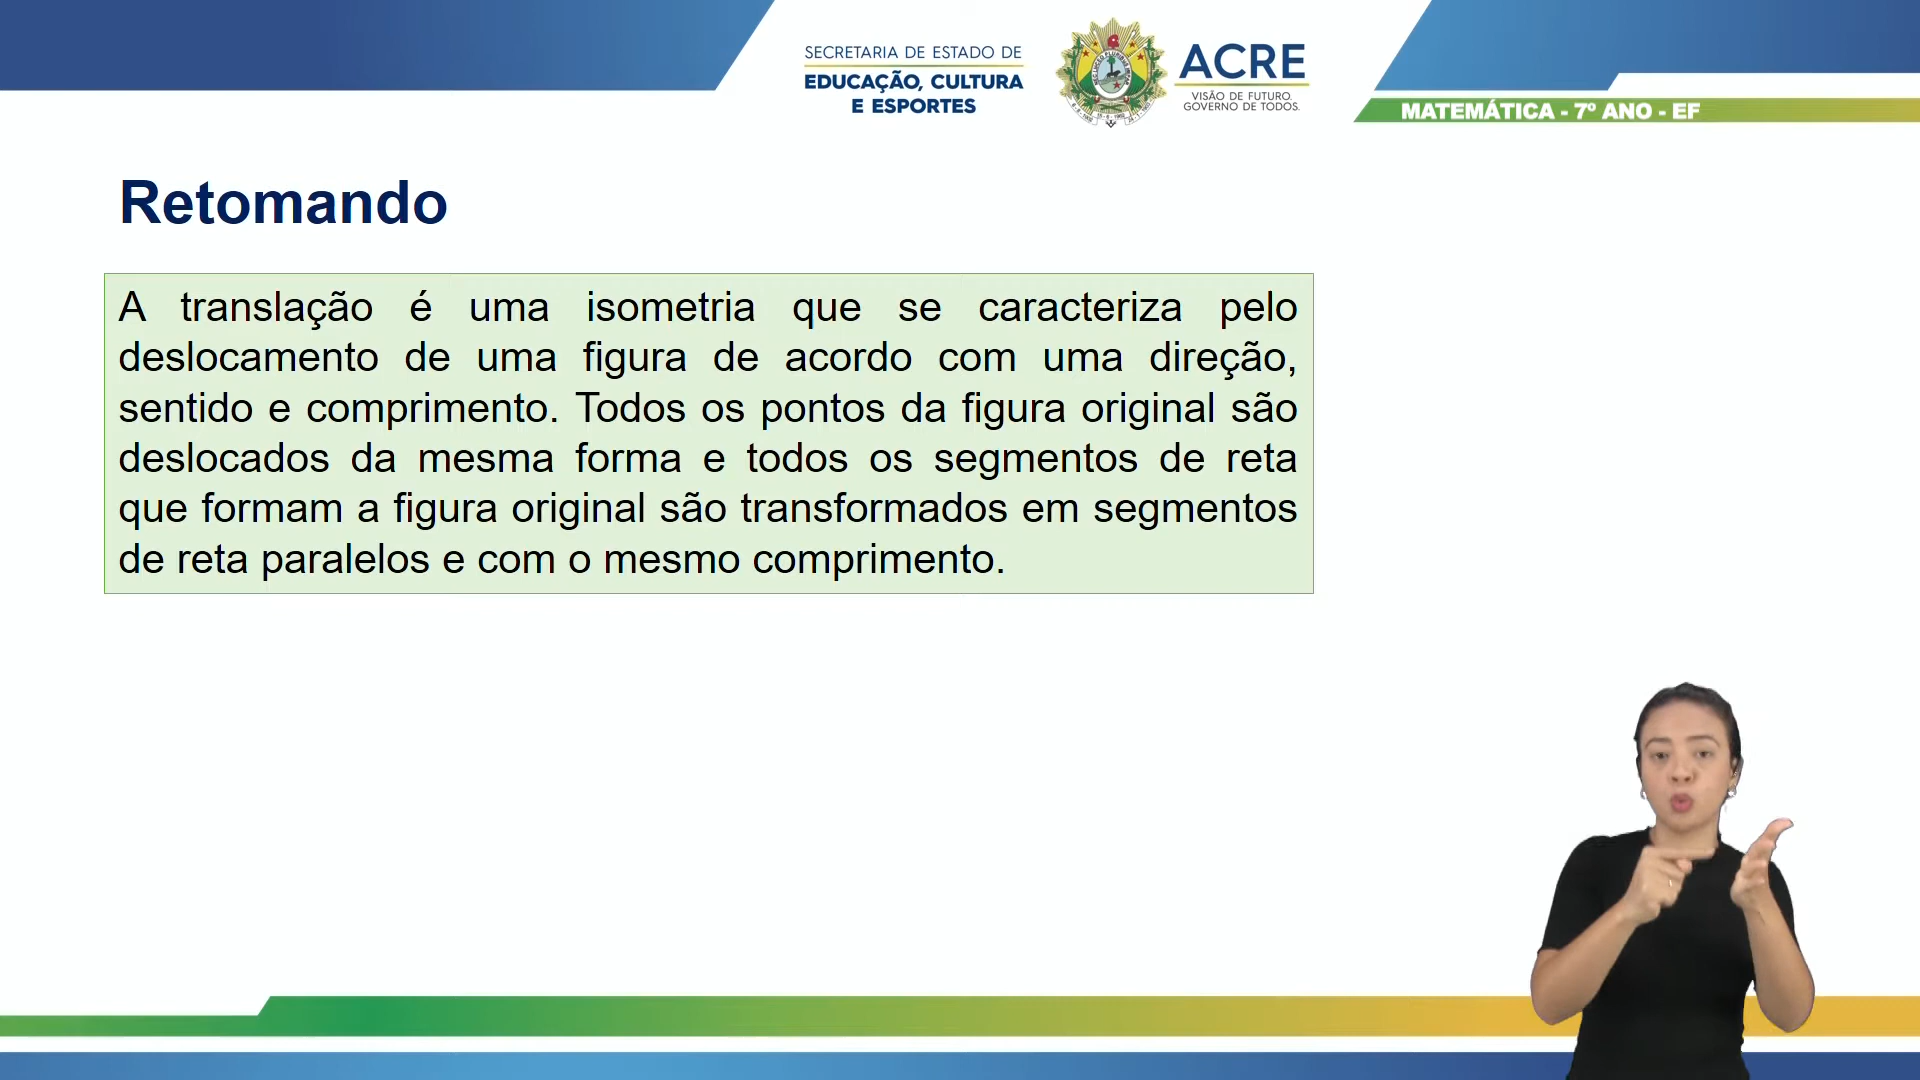 SECRETARIA DE ESTADO DE
EDUCAÇÃO, CULTURA
E ESPORTES
ACRE
VISÃO DE FUTURO.
GOVERNO DE TODOS.
MATEMÁTICA - 7º ANO - EF
Retomando
A translação é uma isometria que se caracteriza pelo
deslocamento de uma figura de acordo com uma direção,
sentido e comprimento. Todos os pontos da figura original são
deslocados da mesma forma e todos os segmentos de reta
que formam a figura original são transformados em segmentos
de reta paralelos e com o mesmo comprimento.